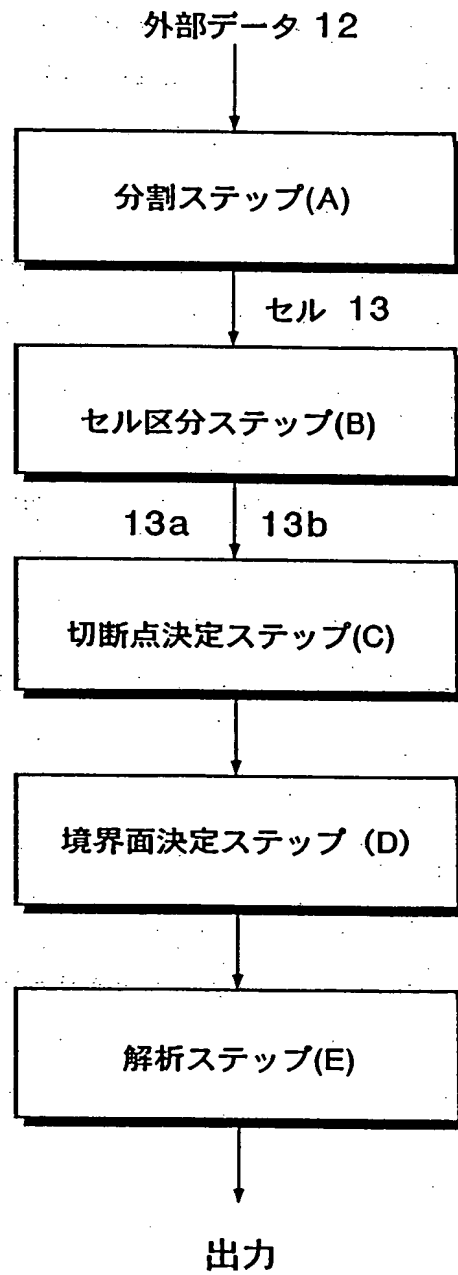 外部データ 12
分割ステップ(A)
セル 13
セル区分ステップ(B)
13a 13b
切断点決定ステップ(C)
境界面決定ステップ (D)
解析ステップ(E)
出力